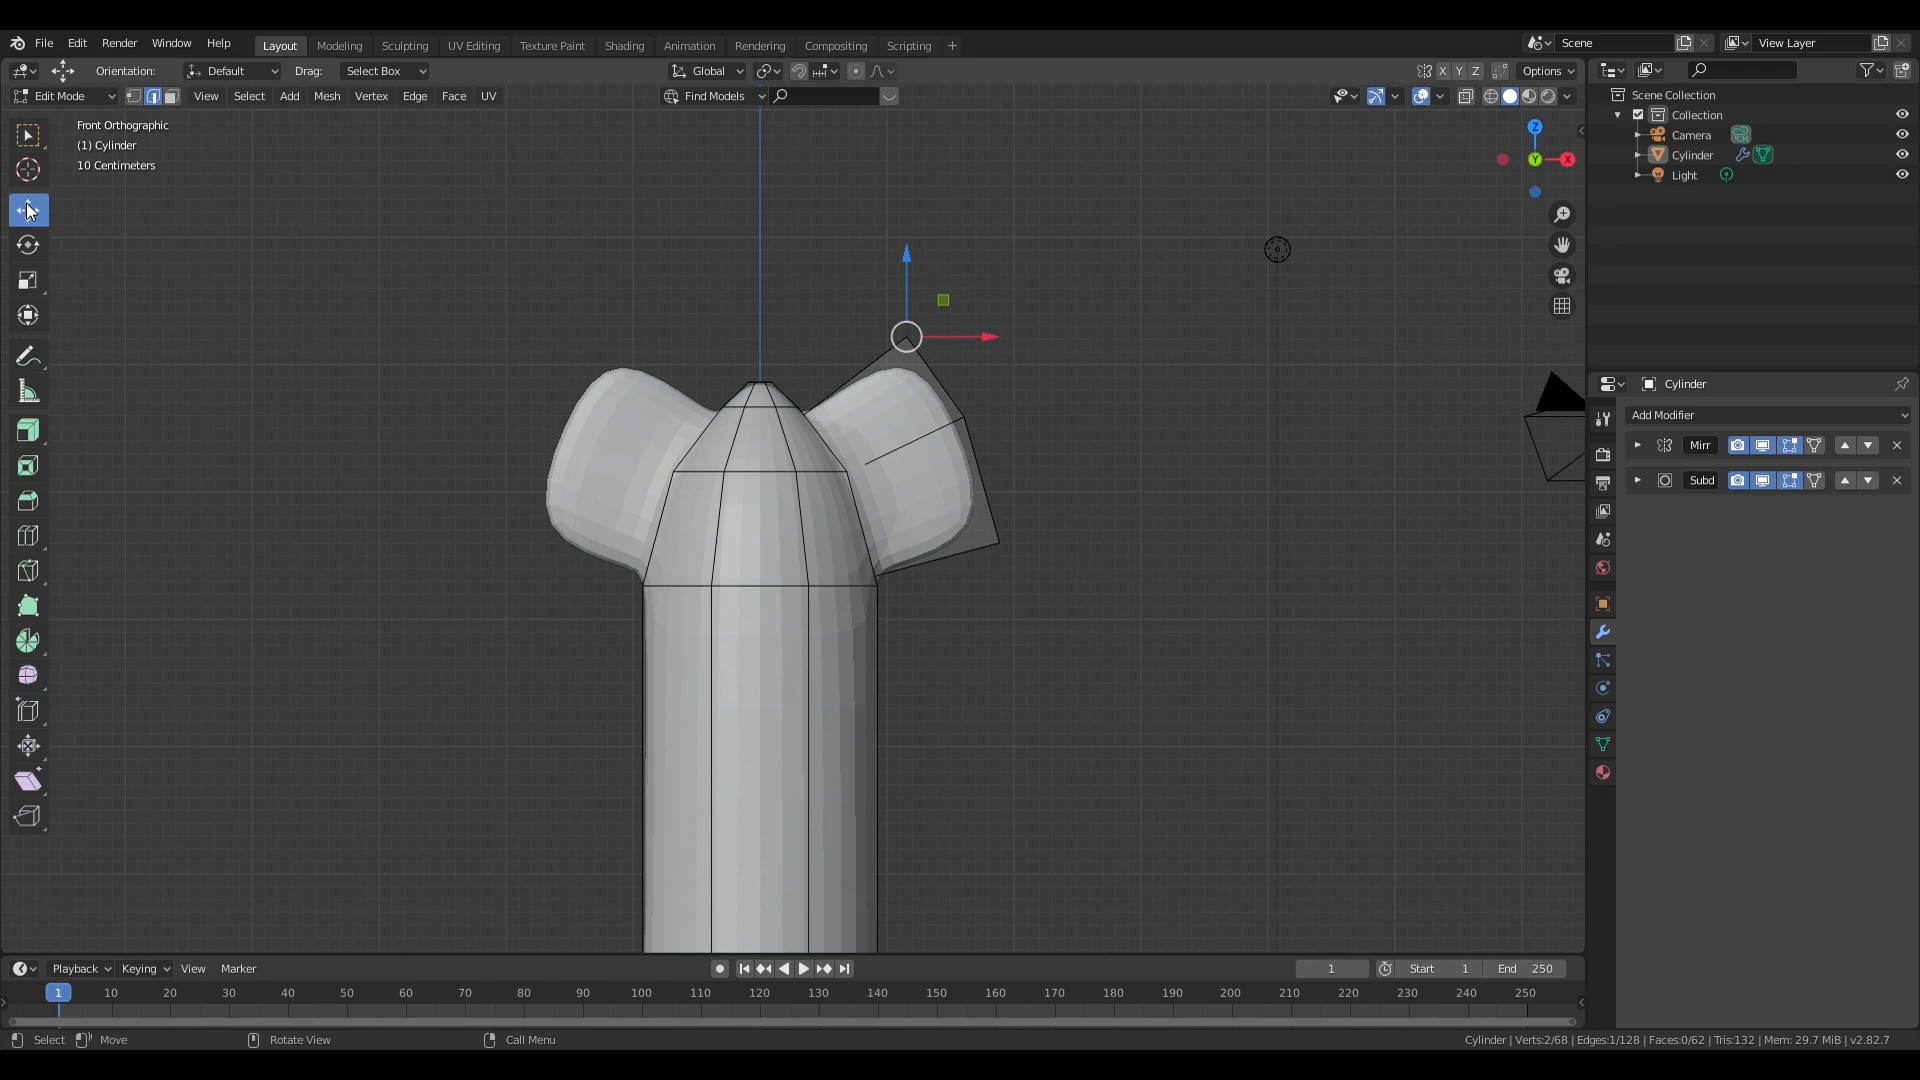 File Edit Render Window Help Layout Modeling Sculpting UV Editing Texture Paint Shading Animation Rendering Compositing Scripting + Scene View Layer
Orientation: Default Drag: Select Box Global X Y Z Options
Edit Mode View Select Add Mesh Vertex Edge Face UV Find Models
Scene Collection
Collection
Camera
Cylinder
Light
Front Orthographic
(1) Cylinder
10 Centimeters
Z
Y
X
Cylinder
Add Modifier
Mirr
Subd
Playback Keying View Marker 1 Start 1 End 250
1 10 20 30 40 50 60 70 80 90 100 110 120 130 140 150 160 170 180 190 200 210 220 230 240 250
Select Move Rotate View Call Menu Cylinder | Verts:2/68 | Edges:1/128 | Faces:0/62 | Tris:132 | Mem: 29.7 MiB | v2.82.7